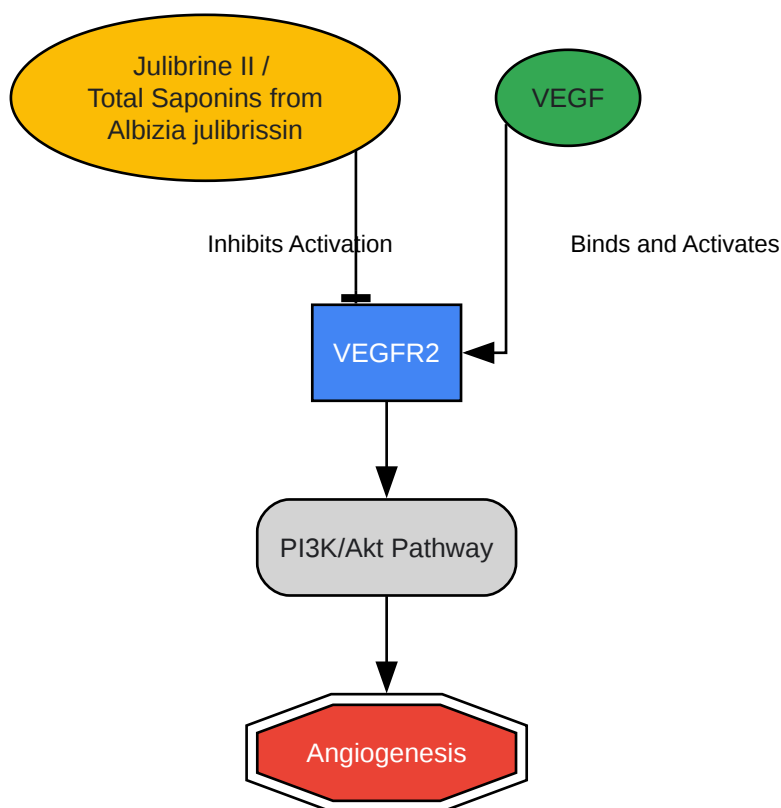 Julibrine II /
Total Saponins from
Albizia julibrissin
VEGF
Inhibits Activation
Binds and Activates
VEGFR2
PI3K/Akt Pathway
Angiogenesis